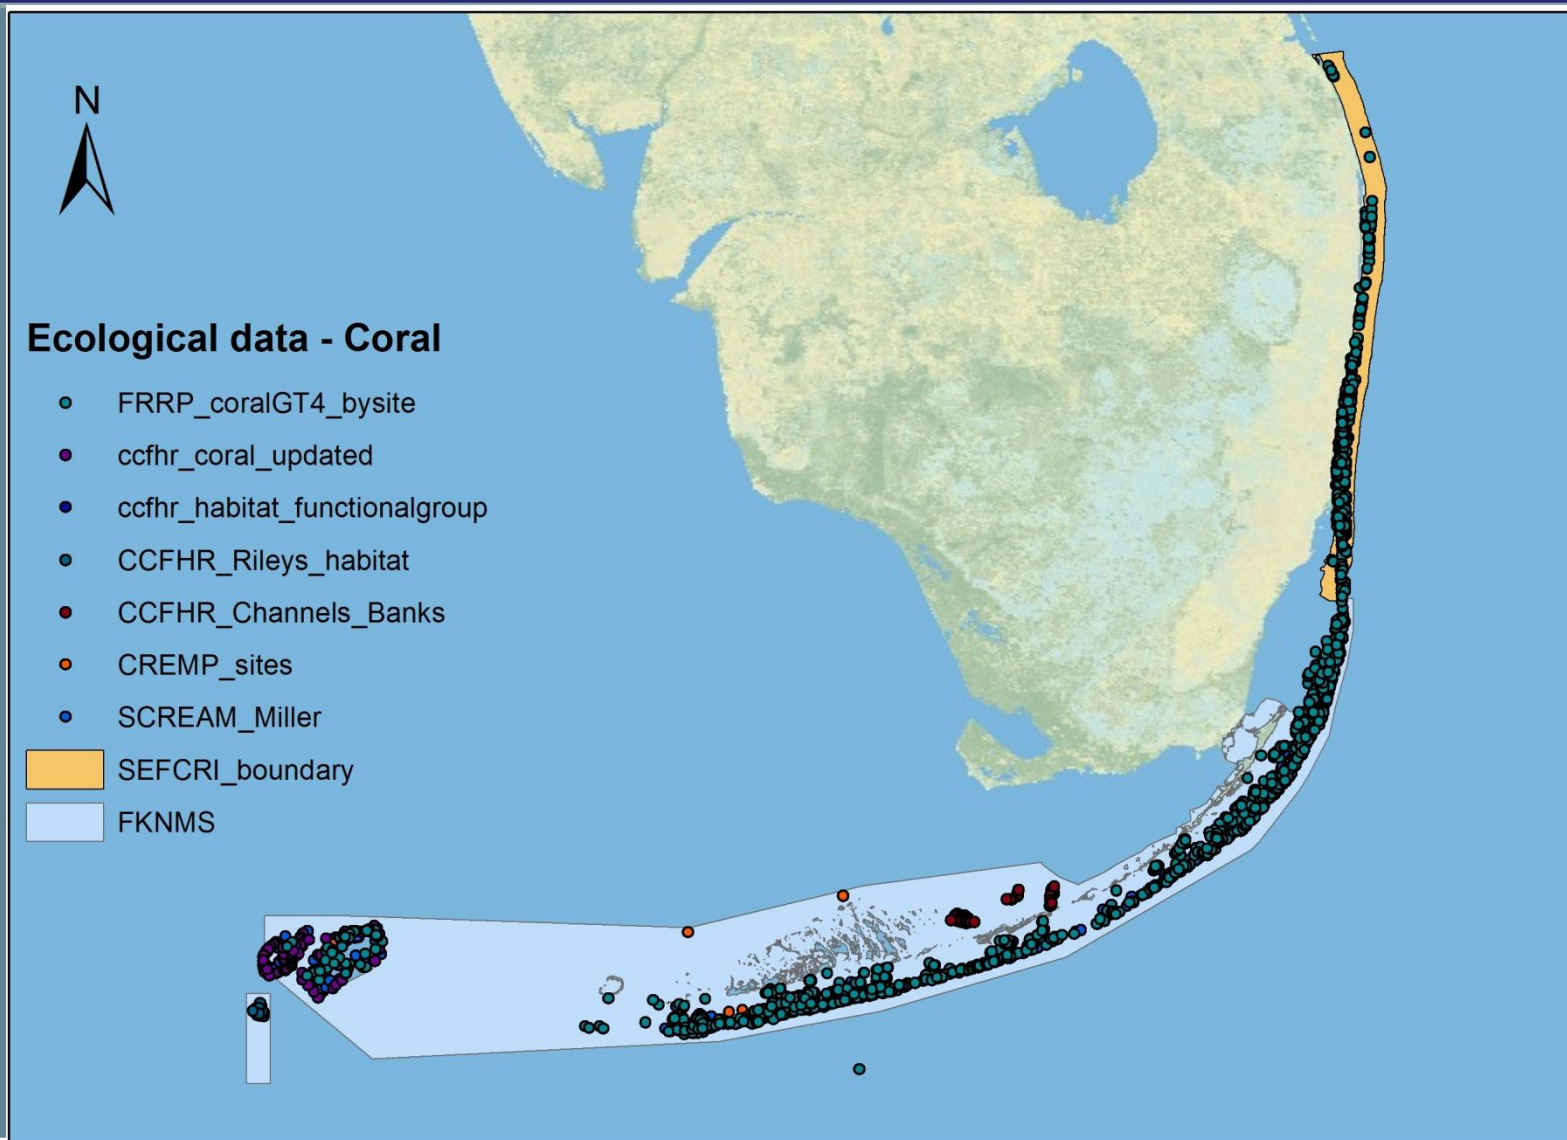 N
Ecological data - Coral
FRRP_coralGT4_bysite
ccfhr_coral_updated
ccfhr_habitat_functionalgroup
CCFHR_Rileys_habitat
CCFHR_Channels_Banks
CREMP_sites
SCREAM_Miller
SEFCRI_boundary
FKNMS